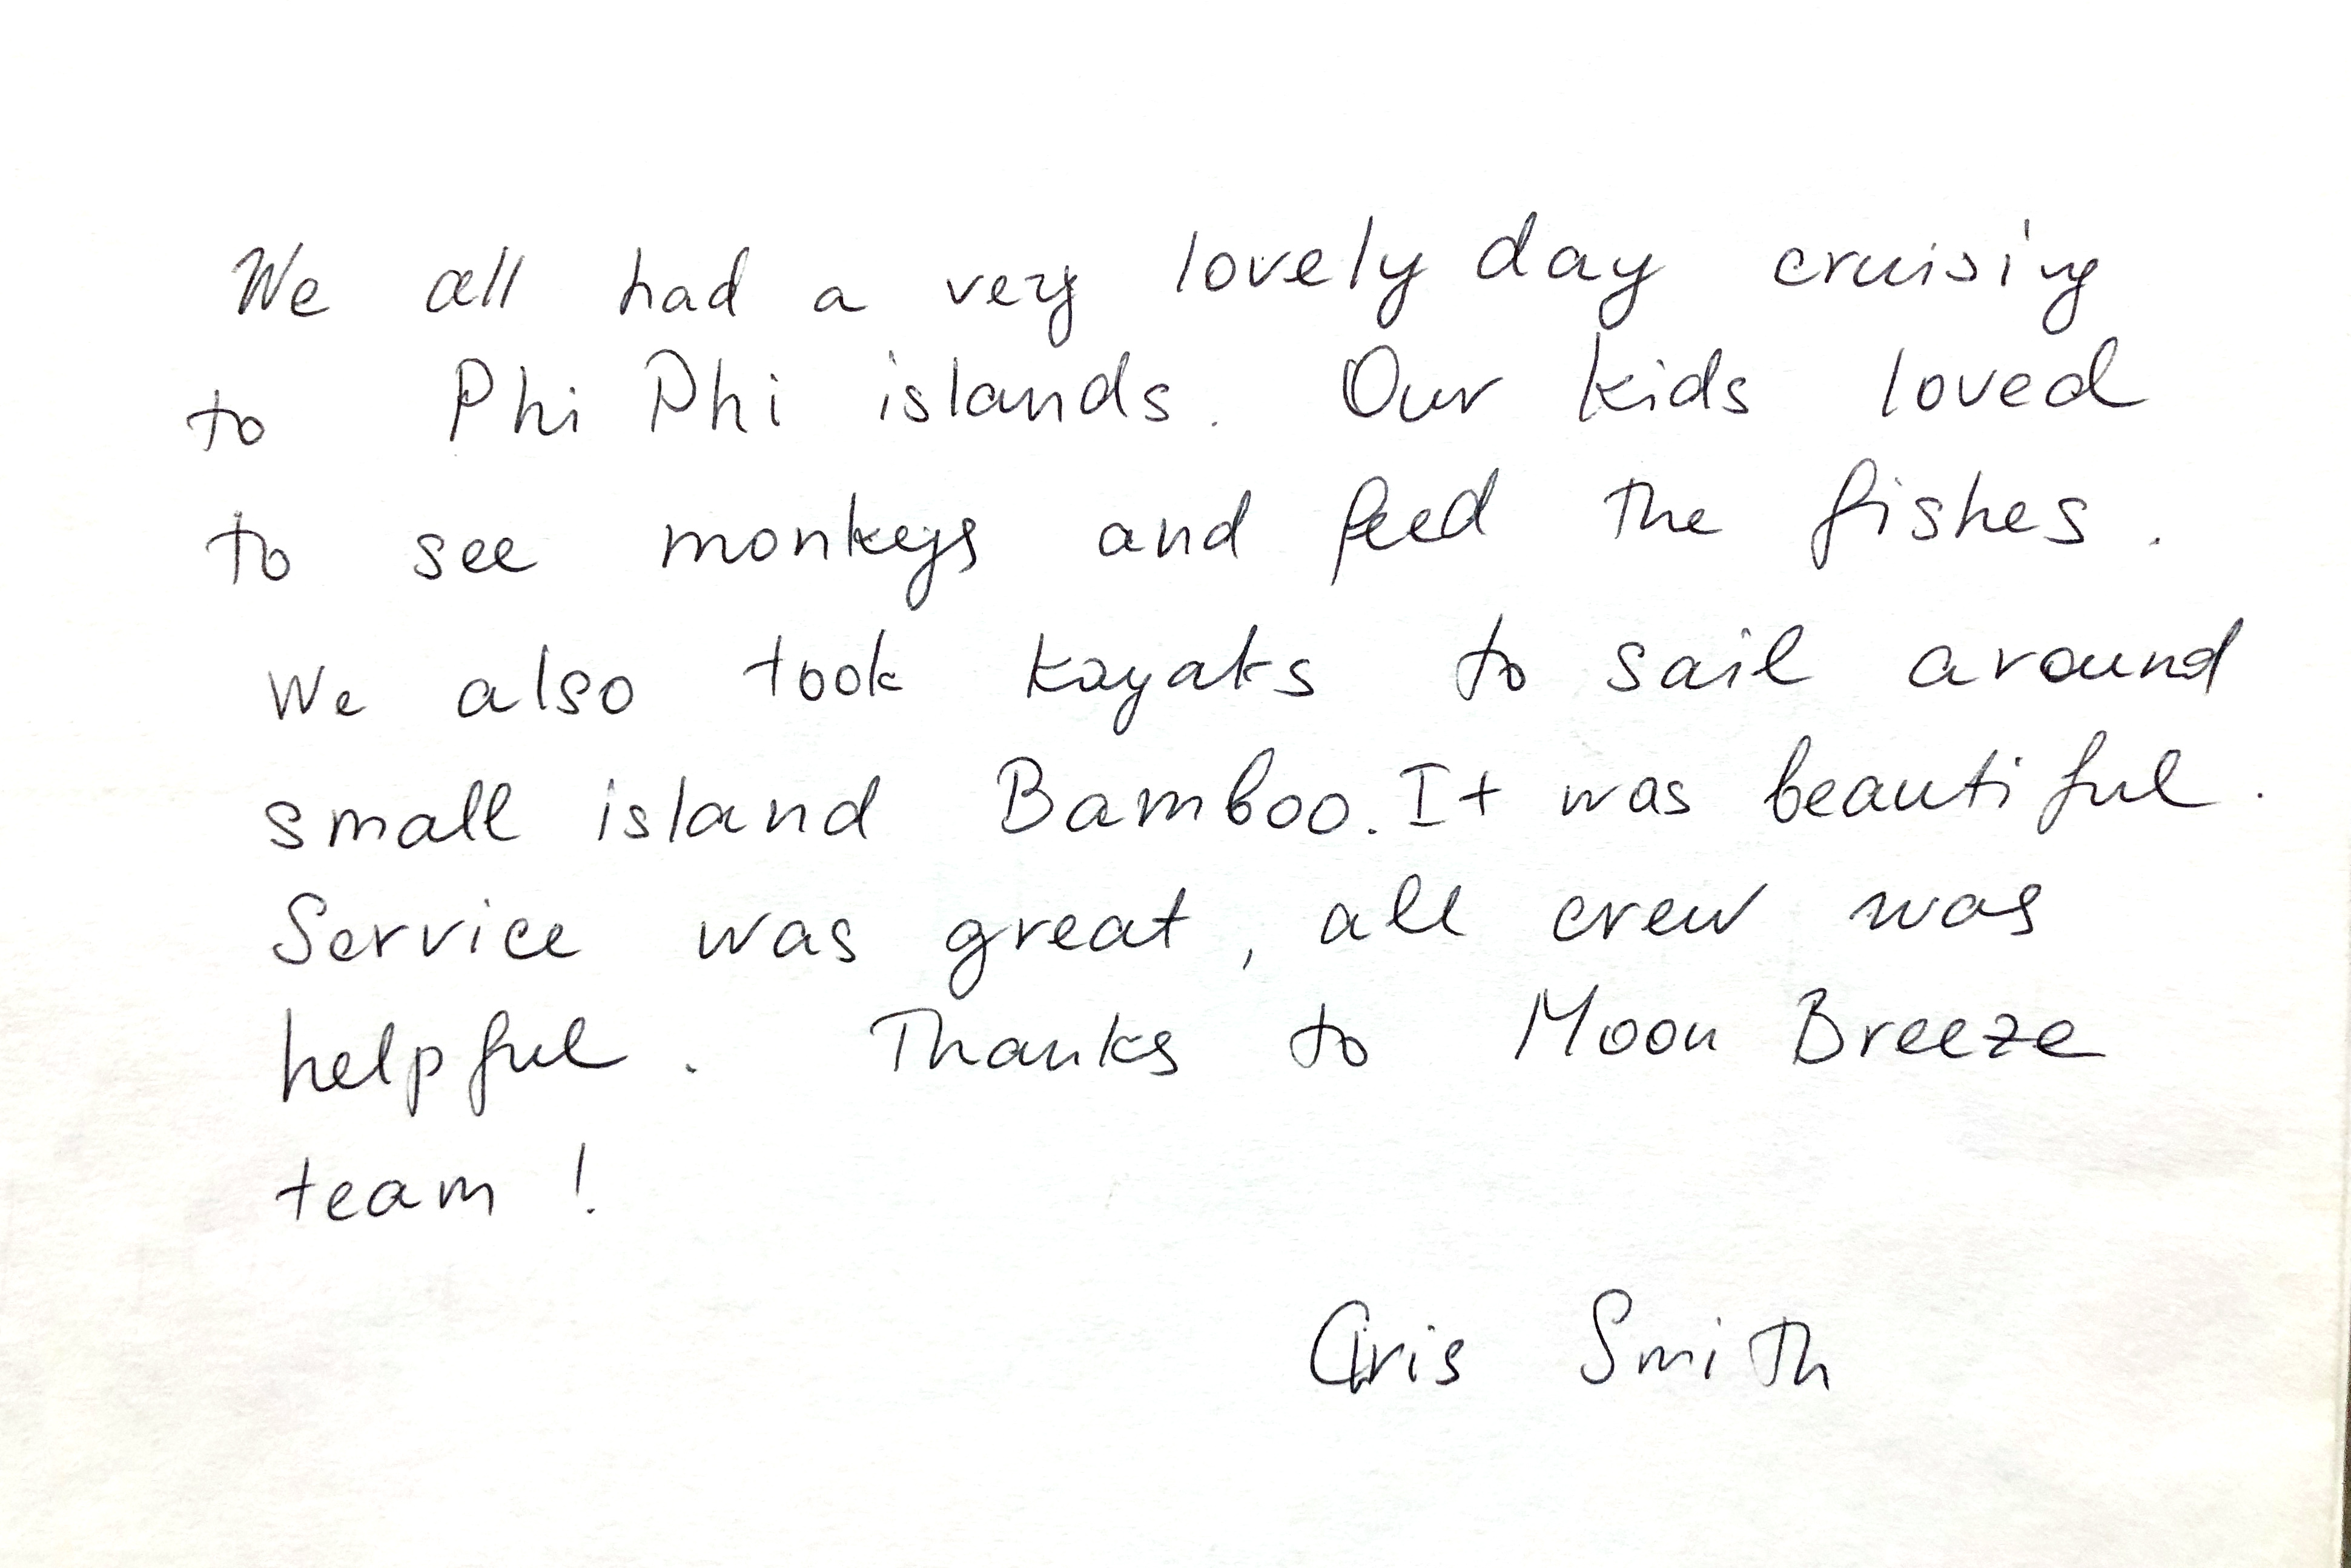 We all had a very lovely day cruising
to Phi Phi islands. Our kids loved
to see monkeys and feed the fishes.
We also took kayaks to sail around
small island Bamboo. It was beautiful.
Service was great, all crew was
helpful. Thanks to Moon Breeze
team!
Cris Smith